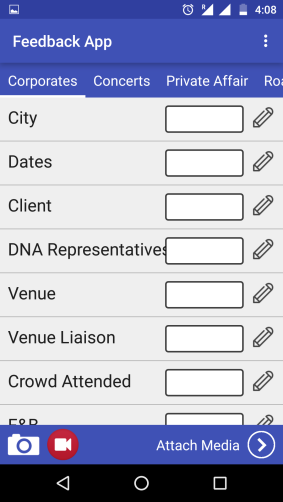 R 4:08
Feedback App
Corporates Concerts Private Affair Roa
City
Dates
Client
DNA Representatives
Venue
Venue Liaison
Crowd Attended
F&B
Attach Media